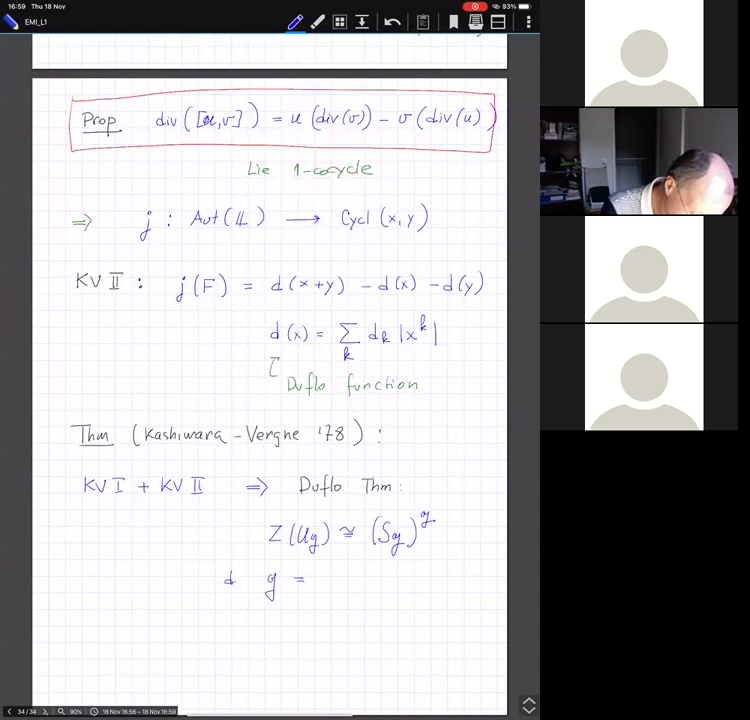 16:59 Thu 18 Nov 93%
EMI_L1
Prop div([u,v]) = u(div(v)) - v(div(u))
Lie 1-cocycle
⇒ j : Aut(𝕃) ⟶ Cycl(x,y)
KV II : j(F) = d(x+y) - d(x) - d(y)
d(x) = ∑_k d_k |x^k|
Duflo function
Thm (Kashiwara-Vergne '78) :
KV I + KV II ⇒ Duflo Thm:
Z(Ug) ≅ (Sg)^g
d g =
34/34 90% 18 Nov 16:56 – 18 Nov 16:59